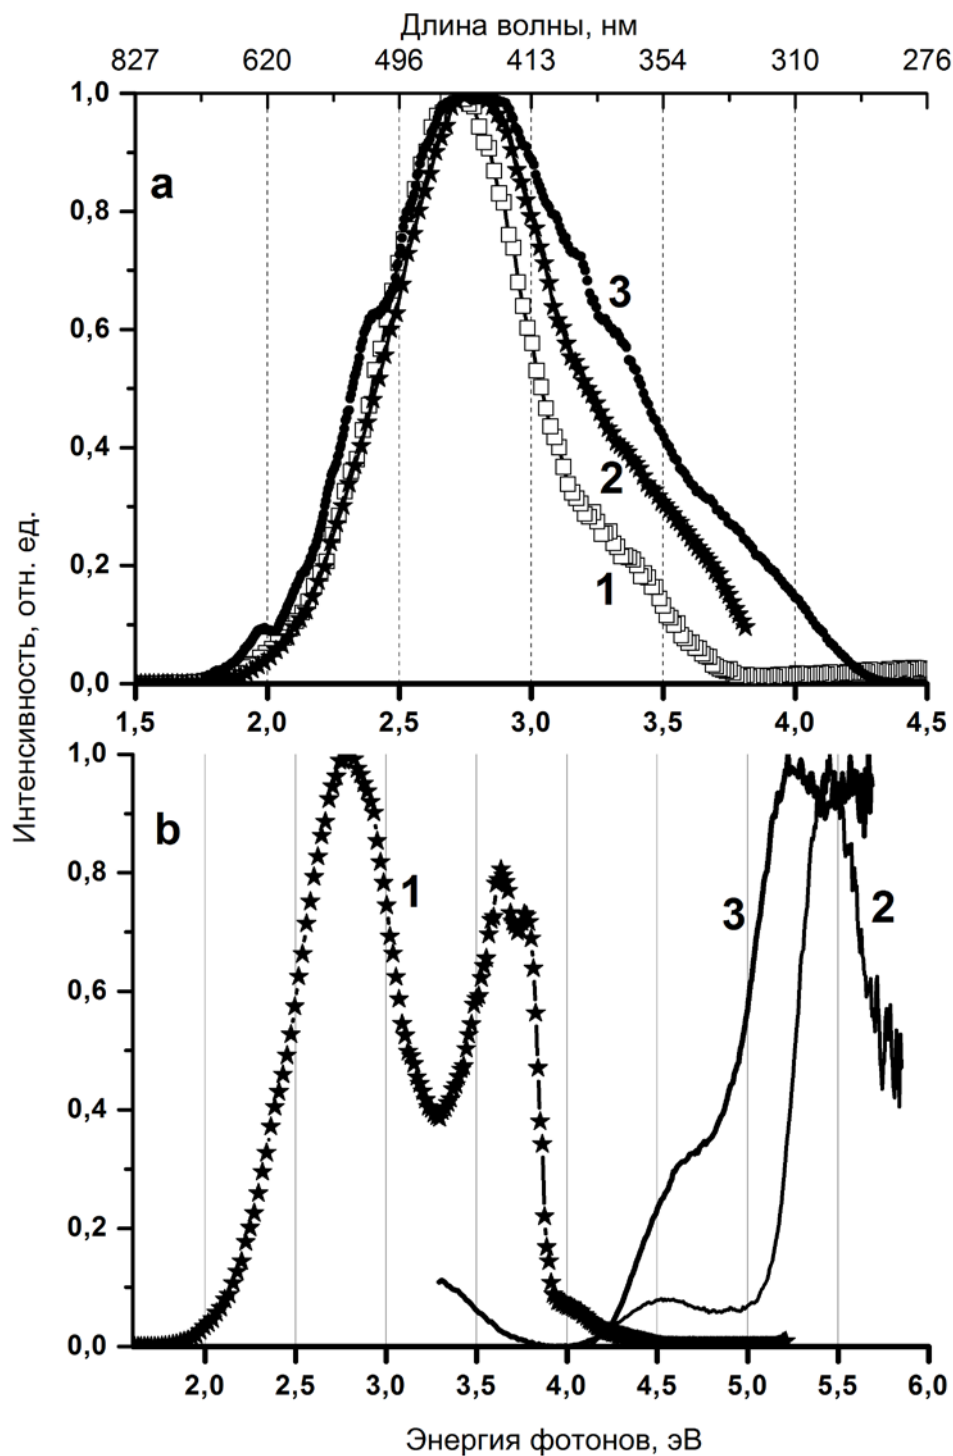 Длина волны, нм
827 620 496 413 354 310 276
1,0
a
0,8
3
0,6
2
0,4
1
0,2
0,0
1,5 2,0 2,5 3,0 3,5 4,0 4,5
Интенсивность, отн. ед.
1,0
b
0,8
1
3
2
0,6
0,4
0,2
0,0
2,0 2,5 3,0 3,5 4,0 4,5 5,0 5,5 6,0
Энергия фотонов, эВ